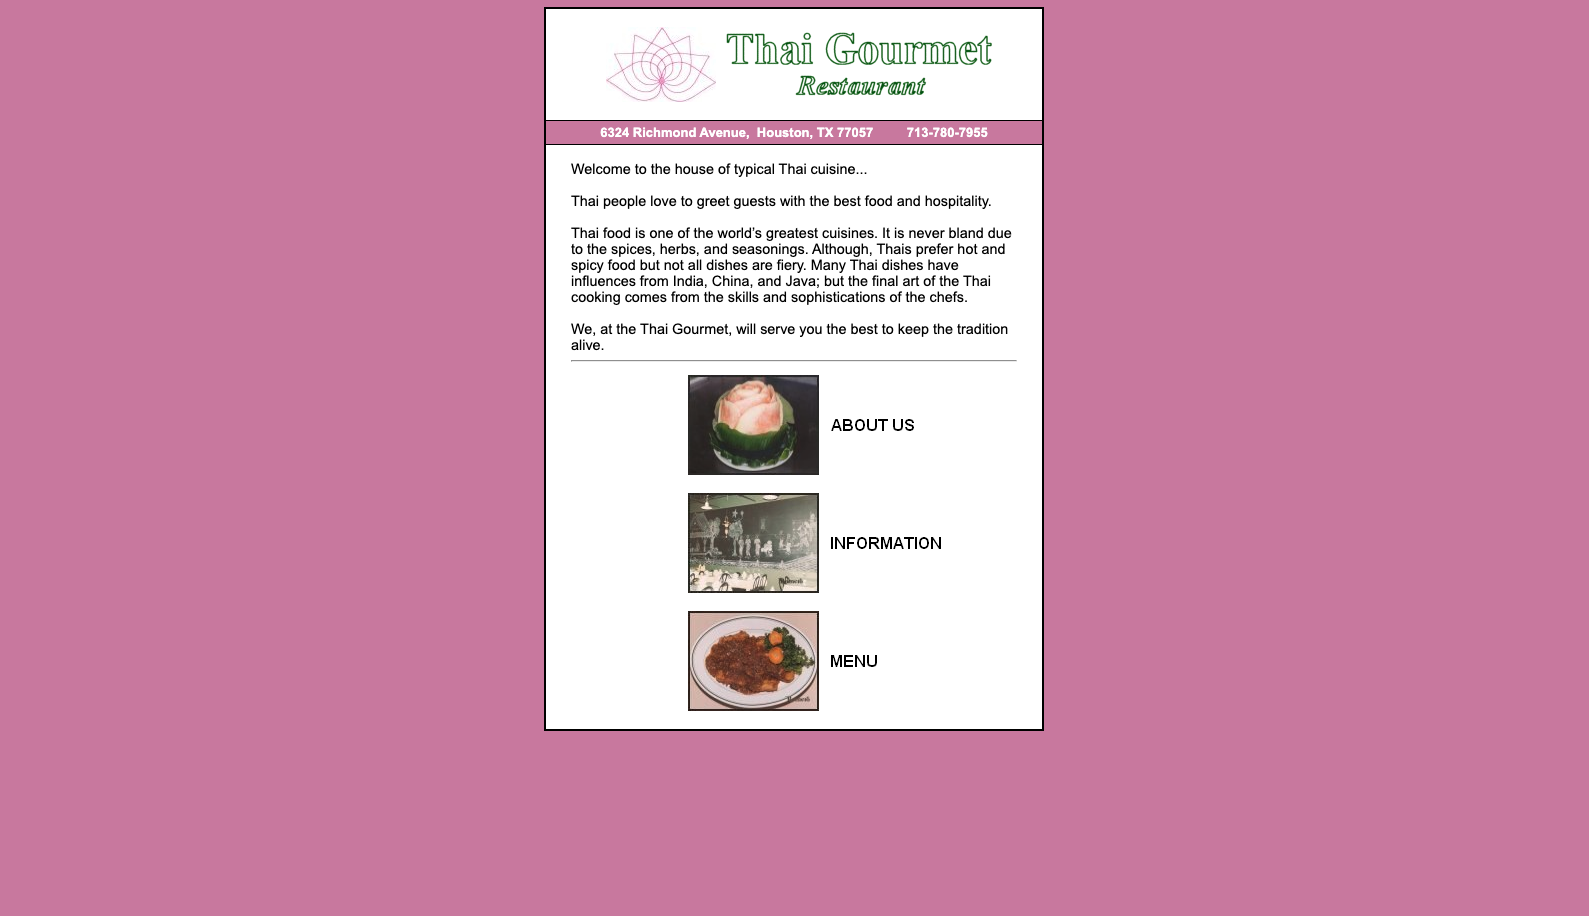 Thai Gourmet
Restaurant
6324 Richmond Avenue,  Houston, TX 77057 713-780-7955
Welcome to the house of typical Thai cuisine...
Thai people love to greet guests with the best food and hospitality.
Thai food is one of the world's greatest cuisines. It is never bland due
to the spices, herbs, and seasonings. Although, Thais prefer hot and
spicy food but not all dishes are fiery. Many Thai dishes have
influences from India, China, and Java; but the final art of the Thai
cooking comes from the skills and sophistications of the chefs.
We, at the Thai Gourmet, will serve you the best to keep the tradition
alive.
ABOUT US
INFORMATION
MENU